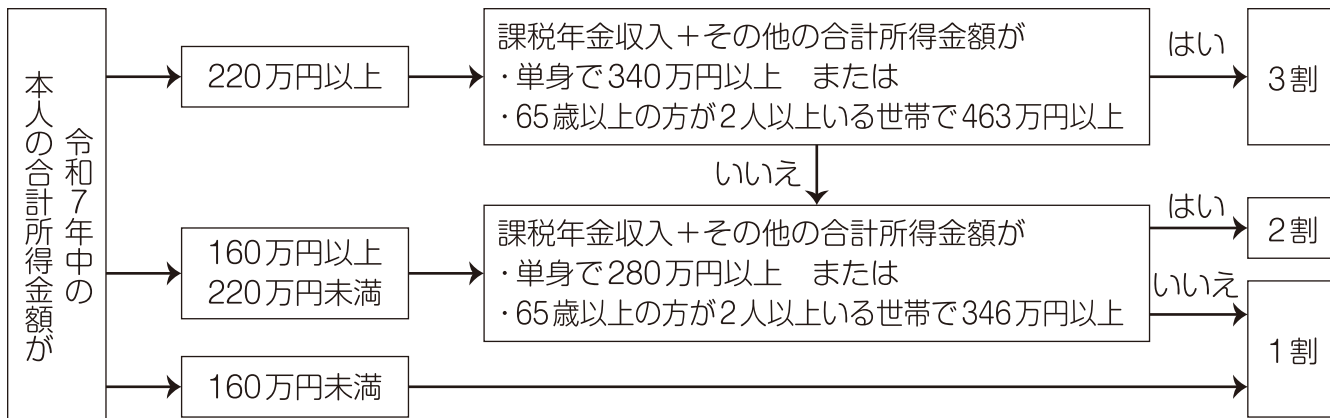 令和7年中の
本人の合計所得金額が
220万円以上
課税年金収入＋その他の合計所得金額が
・単身で340万円以上　または
・65歳以上の方が2人以上いる世帯で463万円以上
はい
3割
いいえ
160万円以上
220万円未満
課税年金収入＋その他の合計所得金額が
・単身で280万円以上　または
・65歳以上の方が2人以上いる世帯で346万円以上
はい
2割
いいえ
1割
160万円未満